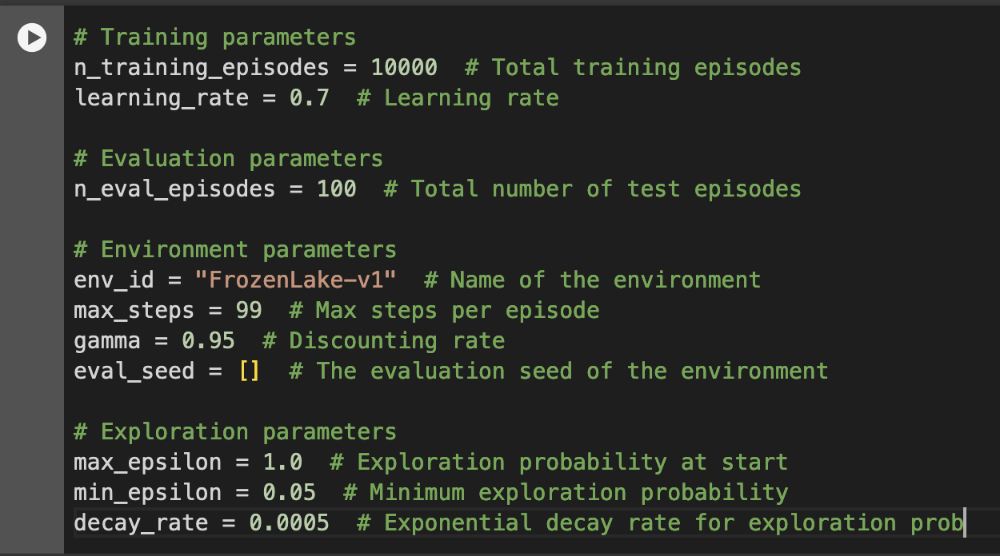 # Training parameters
n_training_episodes = 10000  # Total training episodes
learning_rate = 0.7  # Learning rate
# Evaluation parameters
n_eval_episodes = 100  # Total number of test episodes
# Environment parameters
env_id = "FrozenLake-v1"  # Name of the environment
max_steps = 99  # Max steps per episode
gamma = 0.95  # Discounting rate
eval_seed = []  # The evaluation seed of the environment
# Exploration parameters
max_epsilon = 1.0  # Exploration probability at start
min_epsilon = 0.05  # Minimum exploration probability
decay_rate = 0.0005  # Exponential decay rate for exploration prob